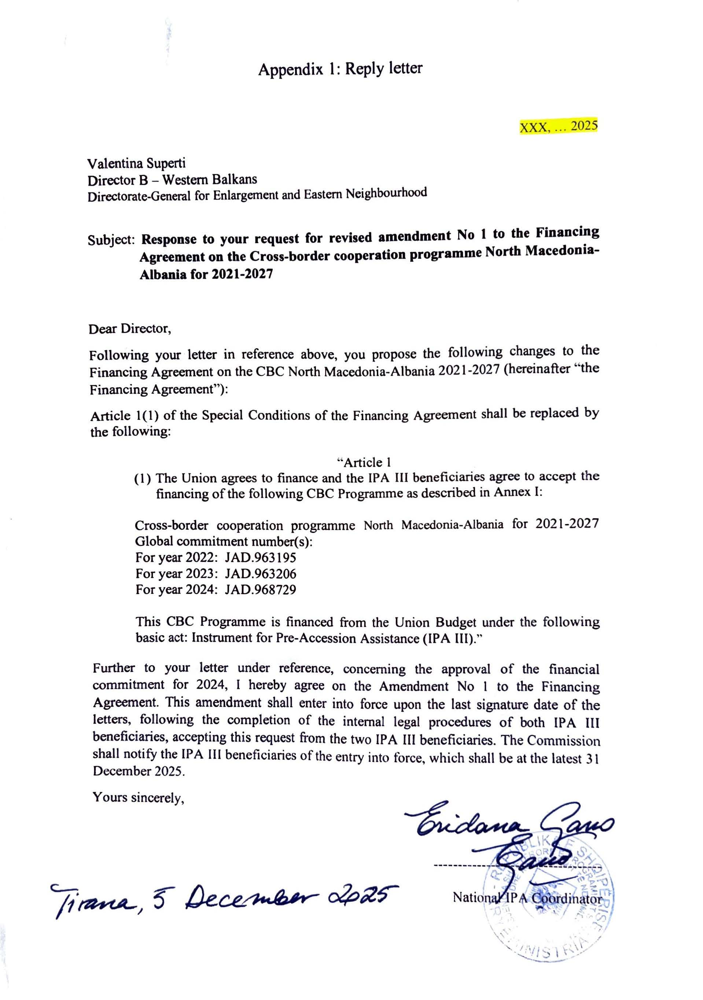 Appendix 1: Reply letter
XXX, ... 2025
Valentina Superti
Director B – Western Balkans
Directorate-General for Enlargement and Eastern Neighbourhood
Subject: Response to your request for revised amendment No 1 to the Financing
Agreement on the Cross-border cooperation programme North Macedonia-
Albania for 2021-2027
Dear Director,
Following your letter in reference above, you propose the following changes to the
Financing Agreement on the CBC North Macedonia-Albania 2021-2027 (hereinafter “the
Financing Agreement”):
Article 1(1) of the Special Conditions of the Financing Agreement shall be replaced by
the following:
“Article 1
(1) The Union agrees to finance and the IPA III beneficiaries agree to accept the
financing of the following CBC Programme as described in Annex I:
Cross-border cooperation programme North Macedonia-Albania for 2021-2027
Global commitment number(s):
For year 2022: JAD.963195
For year 2023: JAD.963206
For year 2024: JAD.968729
This CBC Programme is financed from the Union Budget under the following
basic act: Instrument for Pre-Accession Assistance (IPA III).”
Further to your letter under reference, concerning the approval of the financial
commitment for 2024, I hereby agree on the Amendment No 1 to the Financing
Agreement. This amendment shall enter into force upon the last signature date of the
letters, following the completion of the internal legal procedures of both IPA III
beneficiaries, accepting this request from the two IPA III beneficiaries. The Commission
shall notify the IPA III beneficiaries of the entry into force, which shall be at the latest 31
December 2025.
Yours sincerely,
Eridana Çano
Çano
REPUBLIKA E SHQIPËRISË
National IPA Coordinator
Tirana, 5 December 2025